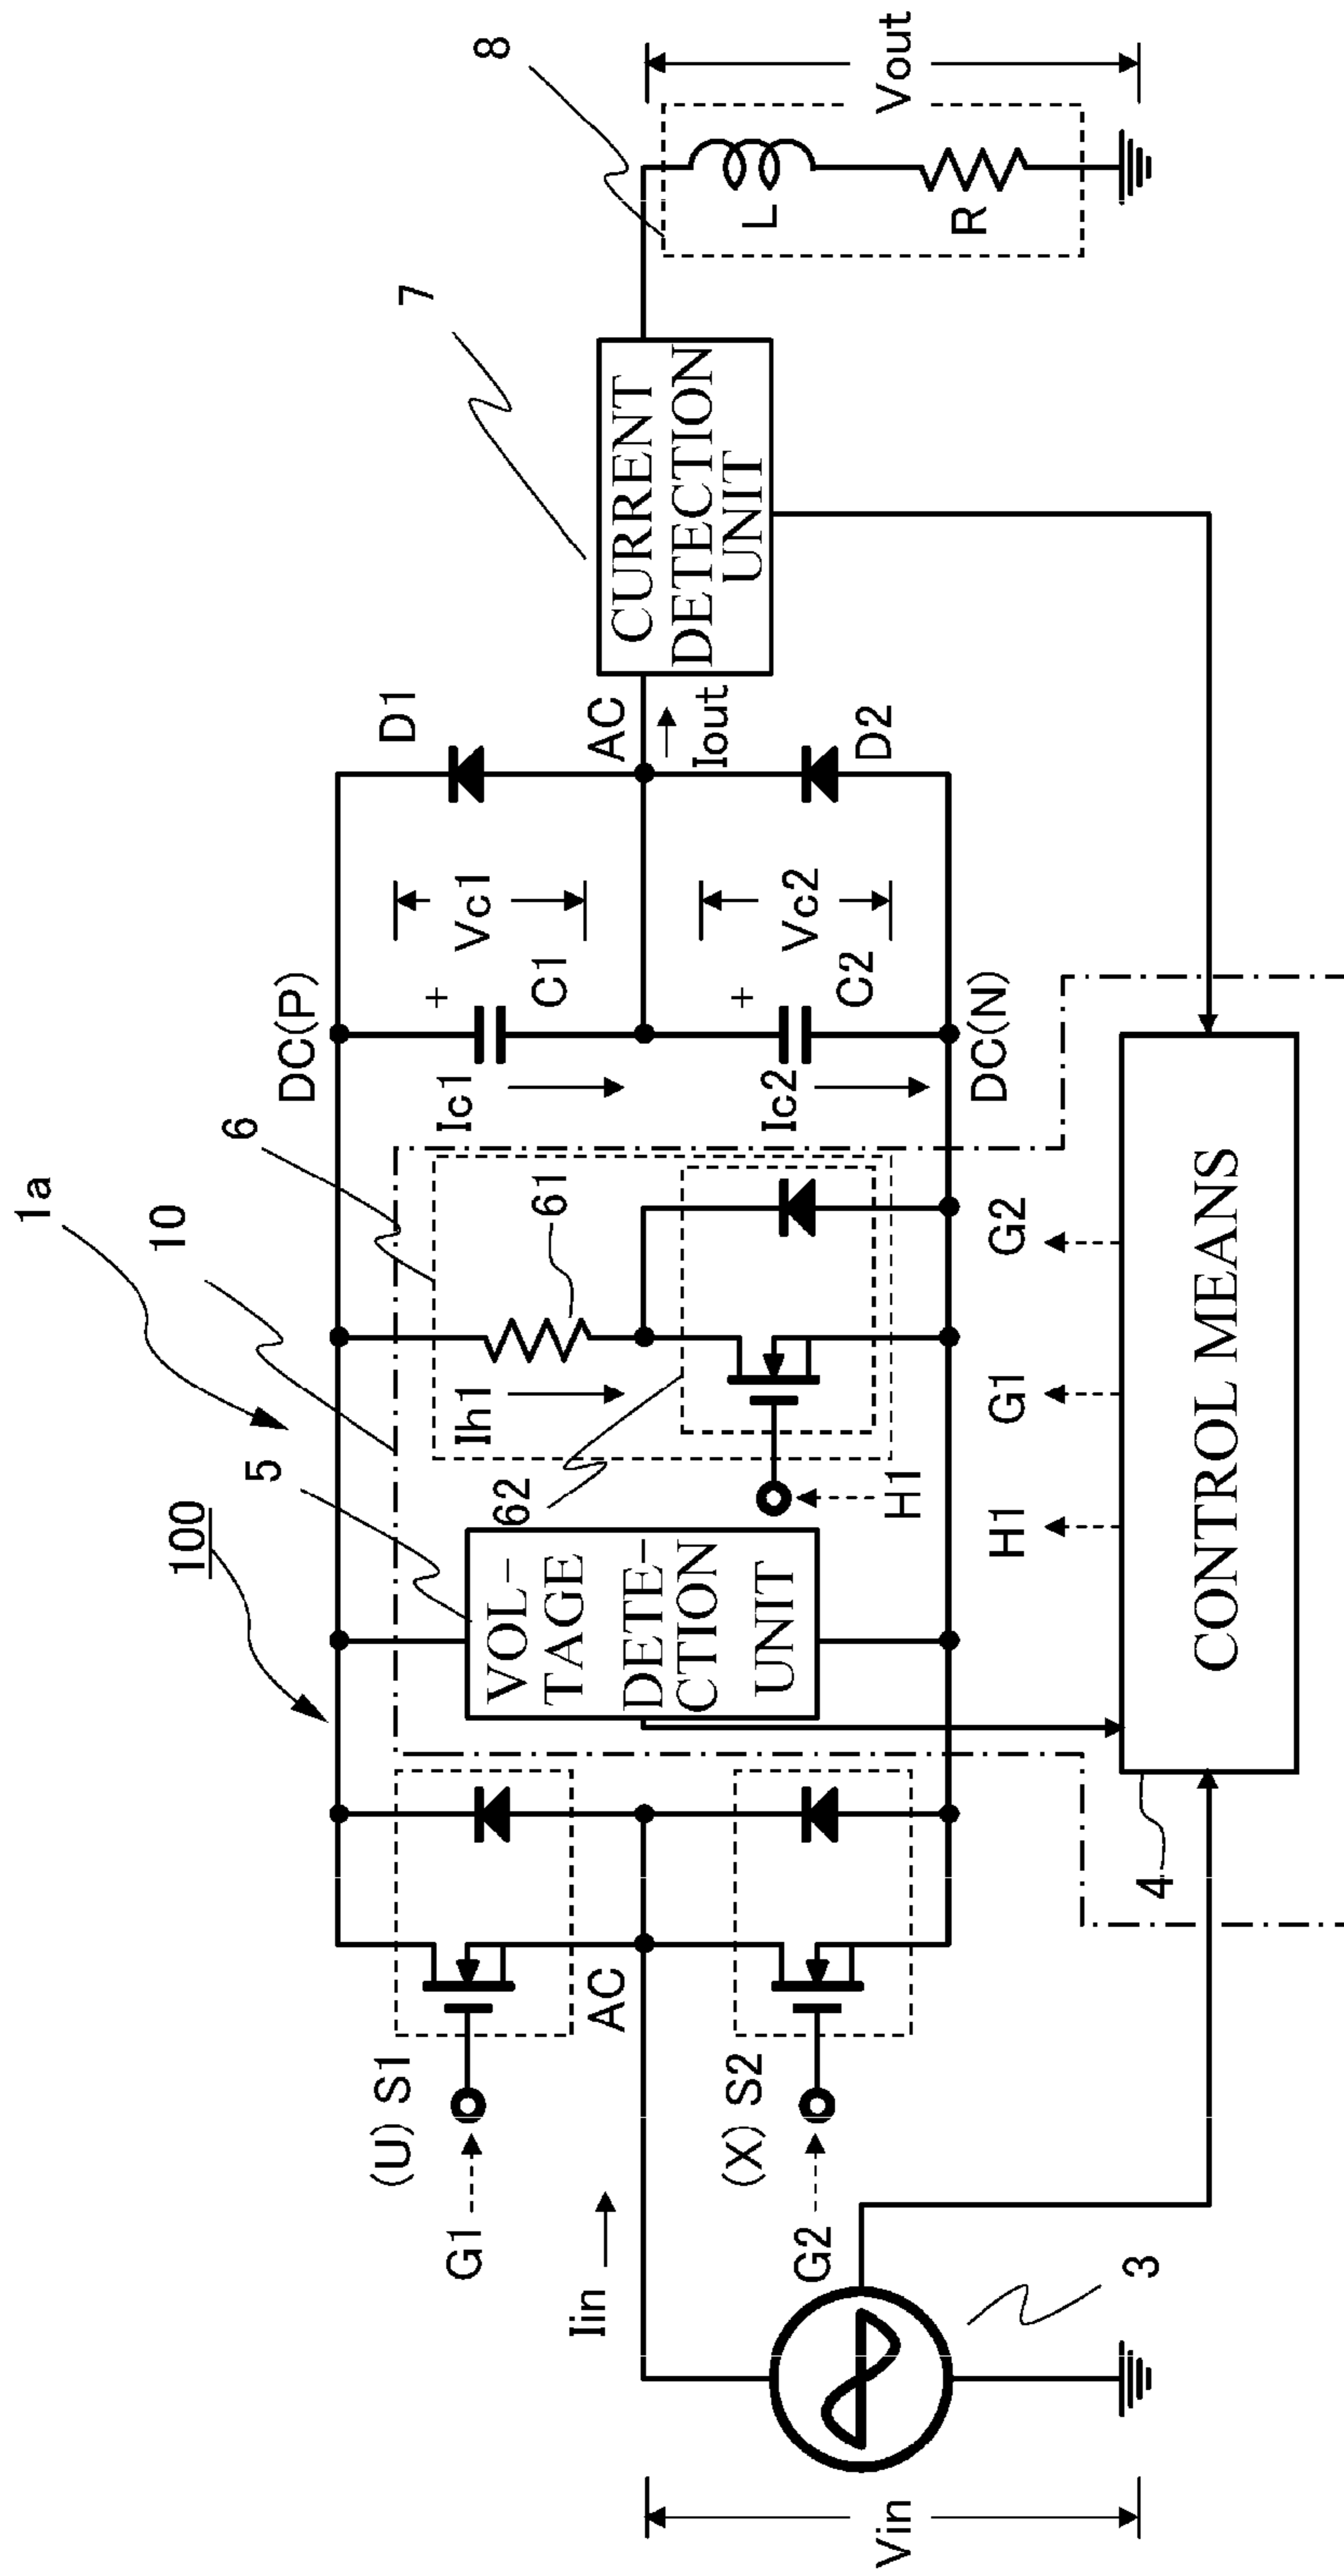 1a
100
10
5
6
DC(P)
(U) S1
G1
VOL-
TAGE
DETE-
CTION
UNIT
62
Ih1
61
H1
Ic1
+
C1
Vc1
D1
Iin
AC
AC
Iout
7
CURRENT
DETECTION
UNIT
8
L
R
Vout
(X) S2
G2
Ic2
+
C2
Vc2
D2
DC(N)
Vin
3
4
H1
G1
G2
CONTROL MEANS